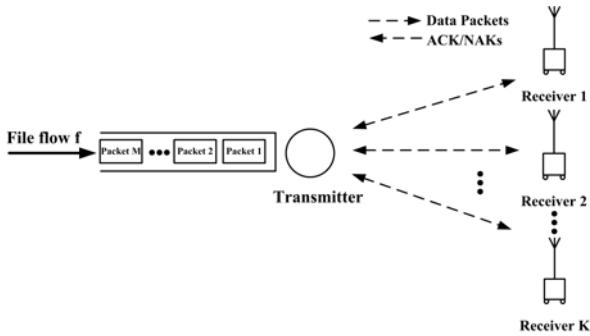 Data Packets
ACK/NAKs
Receiver 1
File flow f
Packet M
Packet 2
Packet 1
Transmitter
Receiver 2
Receiver K